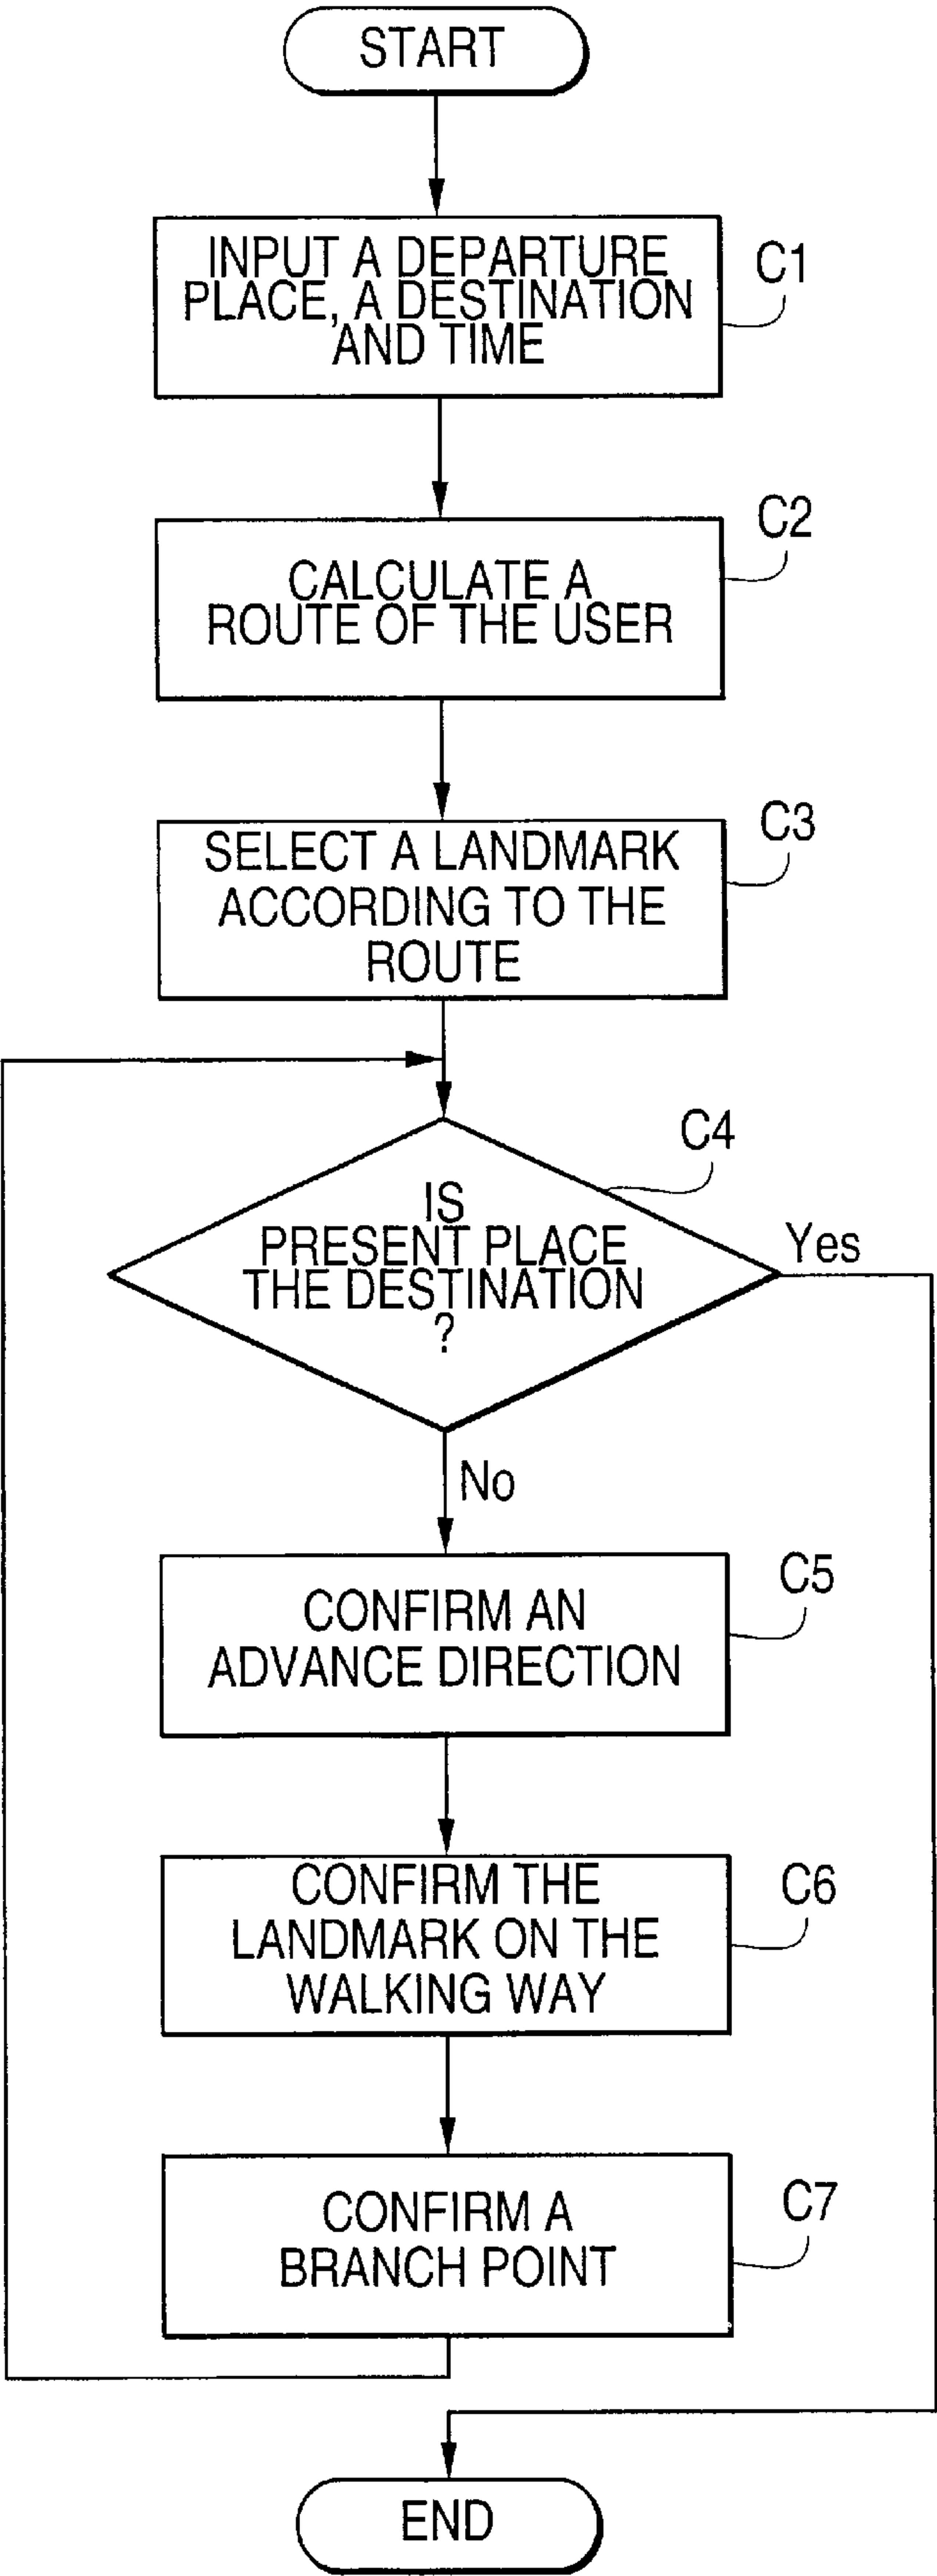 START
INPUT A DEPARTURE
PLACE, A DESTINATION
AND TIME
C1
CALCULATE A
ROUTE OF THE USER
C2
SELECT A LANDMARK
ACCORDING TO THE
ROUTE
C3
IS
PRESENT PLACE
THE DESTINATION
?
C4
Yes
No
CONFIRM AN
ADVANCE DIRECTION
C5
CONFIRM THE
LANDMARK ON THE
WALKING WAY
C6
CONFIRM A
BRANCH POINT
C7
END